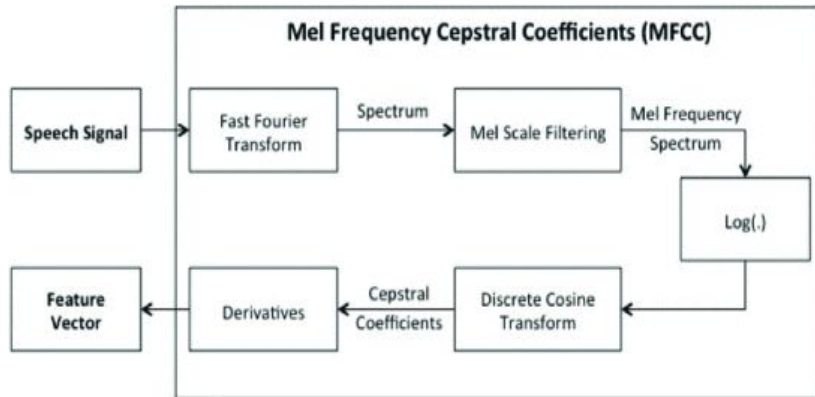 Mel Frequency Cepstral Coefficients (MFCC)
Speech Signal
Fast Fourier
Transform
Spectrum
Mel Scale Filtering
Mel Frequency
Spectrum
Log(.)
Discrete Cosine
Transform
Cepstral
Coefficients
Derivatives
Feature
Vector